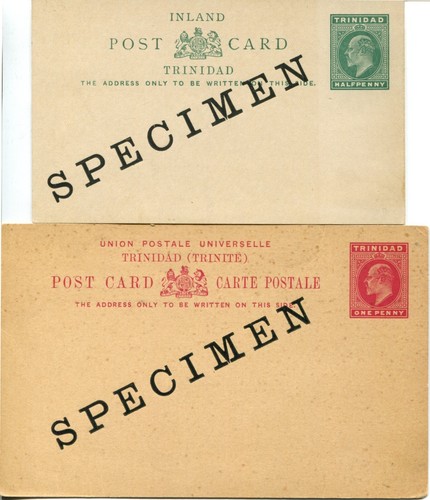 INLAND
POST CARD
TRINIDAD
THE ADDRESS ONLY TO BE WRITTEN ON THIS SIDE.
TRINIDAD
HALFPENNY
SPECIMEN
UNION POSTALE UNIVERSELLE
TRINIDAD (TRINITÉ)
POST CARD CARTE POSTALE
THE ADDRESS ONLY TO BE WRITTEN ON THIS SIDE
TRINIDAD
ONE PENNY
SPECIMEN